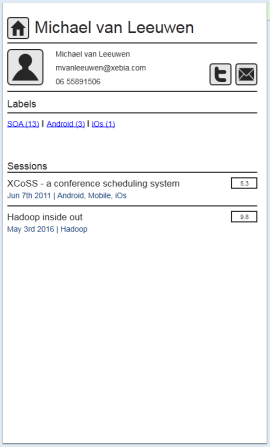 Michael van Leeuwen
Michael van Leeuwen
mvanleeuwen@xebia.com
06 55891506
Labels
SOA (13) | Android (3) | iOs (1)
Sessions
XCoSS - a conference scheduling system 5.3
Jun 7th 2011 | Android, Mobile, iOs
Hadoop inside out 9.8
May 3rd 2016 | Hadoop